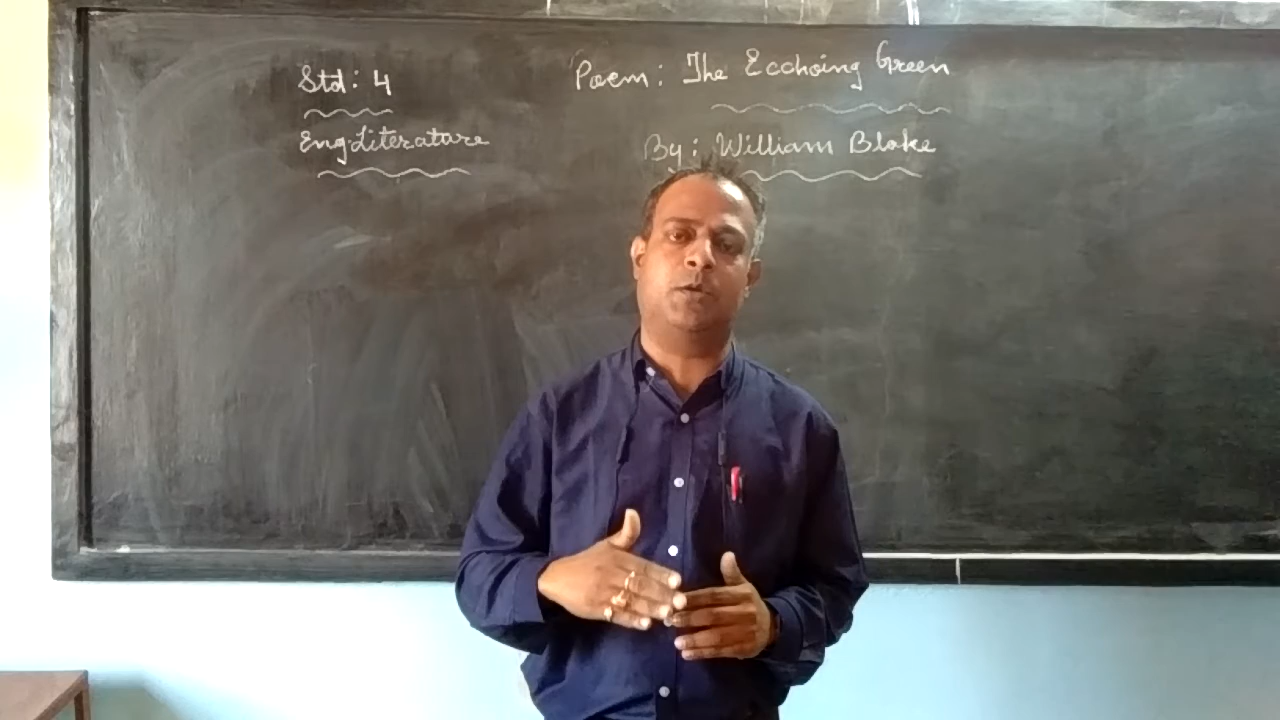 Std: 4
Eng. Literature
Poem: The Ecchoing Green
By: William Blake